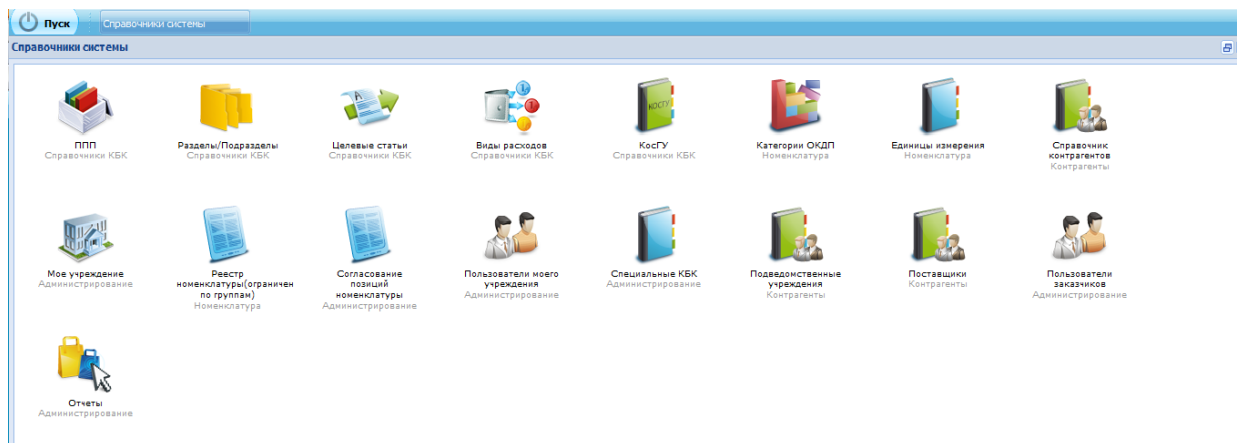 Пуск
Справочники системы
Справочники системы
ППП
Справочники КБК
Разделы/Подразделы
Справочники КБК
Целевые статьи
Справочники КБК
Виды расходов
Справочники КБК
КОСГУ
КосГУ
Справочники КБК
Категории ОКДП
Номенклатура
Единицы измерения
Номенклатура
Справочник
контрагентов
Контрагенты
Мое учреждение
Администрирование
Реестр
номенклатуры(ограничен
по группам)
Номенклатура
Согласование
позиций
номенклатуры
Администрирование
Пользователи моего
учреждения
Администрирование
Специальные КБК
Администрирование
Подведомственные
учреждения
Контрагенты
Поставщики
Контрагенты
Пользователи
заказчиков
Администрирование
Отчеты
Администрирование